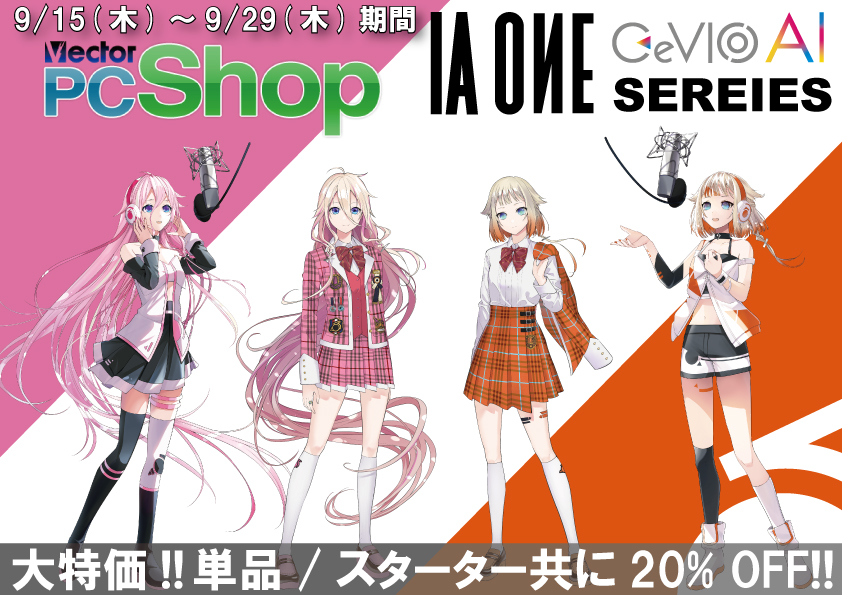 9/15(木) ～ 9/29(木) 期間
Vector
PCShop
IA ONE
CeVIO AI
SEREIES
大特価!!単品 / スターター共に 20% OFF!!